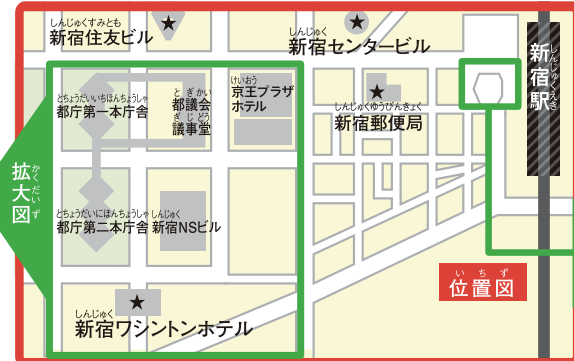 しんじゅくすみとも
新宿住友ビル
しんじゅく
新宿センタービル
しんじゅくえき
新宿駅
とちょうだいいちほんちょうしゃ
都庁第一本庁舎
とぎかい
都議会
ぎじどう
議事堂
けいおう
京王プラザ
ホテル
しんじゅくゆうびんきょく
新宿郵便局
かくだいず
拡大図
とちょうだいにほんちょうしゃ
都庁第二本庁舎
しんじゅく
新宿NSビル
しんじゅく
新宿ワシントンホテル
いちず
位置図